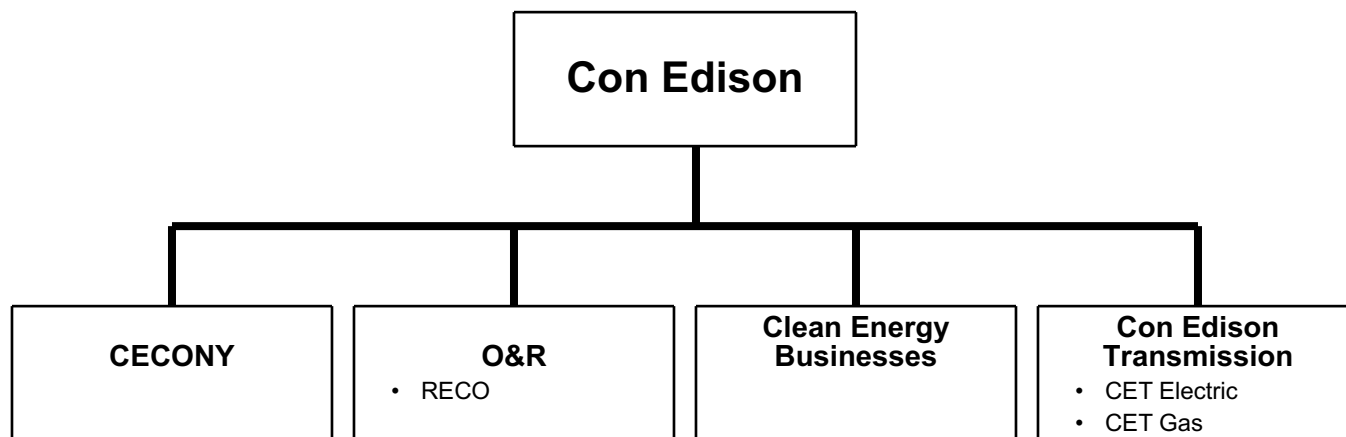 Con Edison
CECONY
O&R
• RECO
Clean Energy
Businesses
Con Edison
Transmission
• CET Electric
• CET Gas